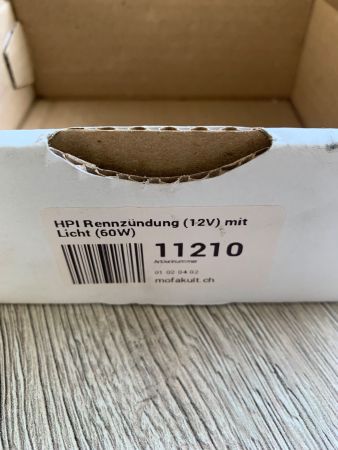 HPI Rennzündung (12V) mit
Licht (60W)
11210
Artikelnummer
01 02 04 02
mofakult.ch